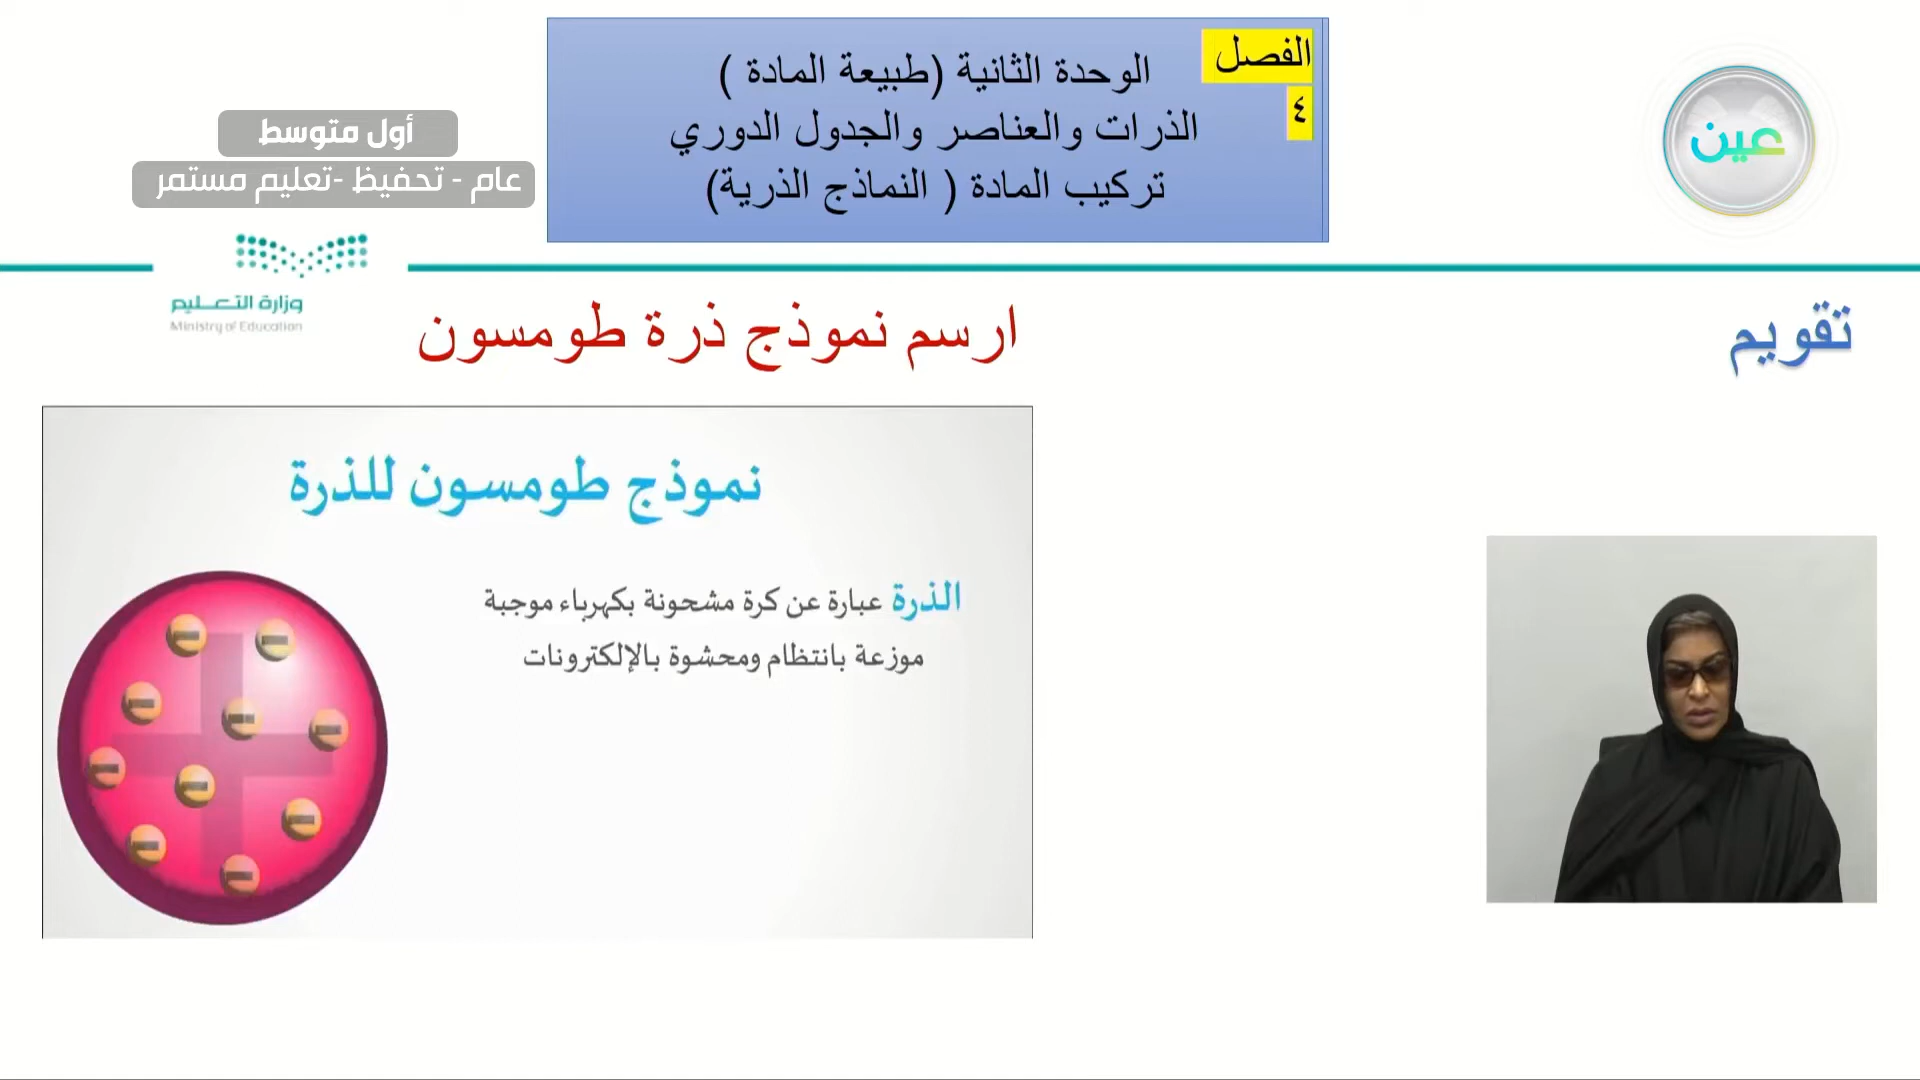 الفصل
٤
الوحدة الثانية (طبيعة المادة )
الذرات والعناصر والجدول الدوري
تركيب المادة ( النماذج الذرية)
أول متوسط
عام - تحفيظ -تعليم مستمر
عين
وزارة التعليم
Ministry of Education
تقويم
ارسم نموذج ذرة طومسون
نموذج طومسون للذرة
الذرة عبارة عن كرة مشحونة بكهرباء موجبة
موزعة بانتظام ومحشوة بالإلكترونات